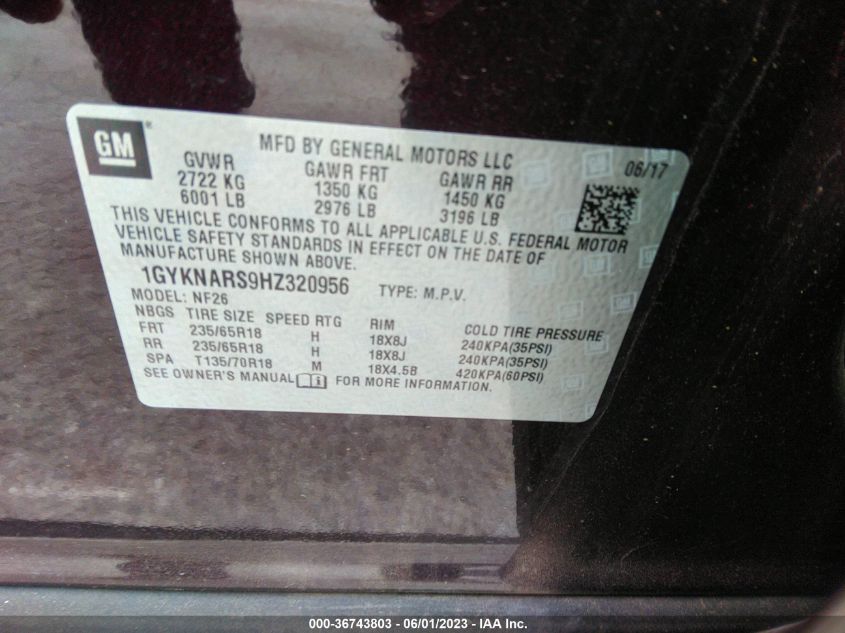 GM
MFD BY GENERAL MOTORS LLC 06/17
GVWR GAWR FRT GAWR RR
2722 KG 1350 KG 1450 KG
6001 LB 2976 LB 3196 LB
THIS VEHICLE CONFORMS TO ALL APPLICABLE U.S. FEDERAL MOTOR
VEHICLE SAFETY STANDARDS IN EFFECT ON THE DATE OF
MANUFACTURE SHOWN ABOVE.
1GYKNARS9HZ320956 TYPE: M.P.V.
MODEL: NF26
NBGS TIRE SIZE SPEED RTG RIM COLD TIRE PRESSURE
FRT 235/65R18 H 18X8J 240KPA(35PSI)
RR 235/65R18 H 18X8J 240KPA(35PSI)
SPA T135/70R18 M 18X4.5B 420KPA(60PSI)
SEE OWNER'S MANUAL FOR MORE INFORMATION.
000-36743803 - 06/01/2023 - IAA Inc.